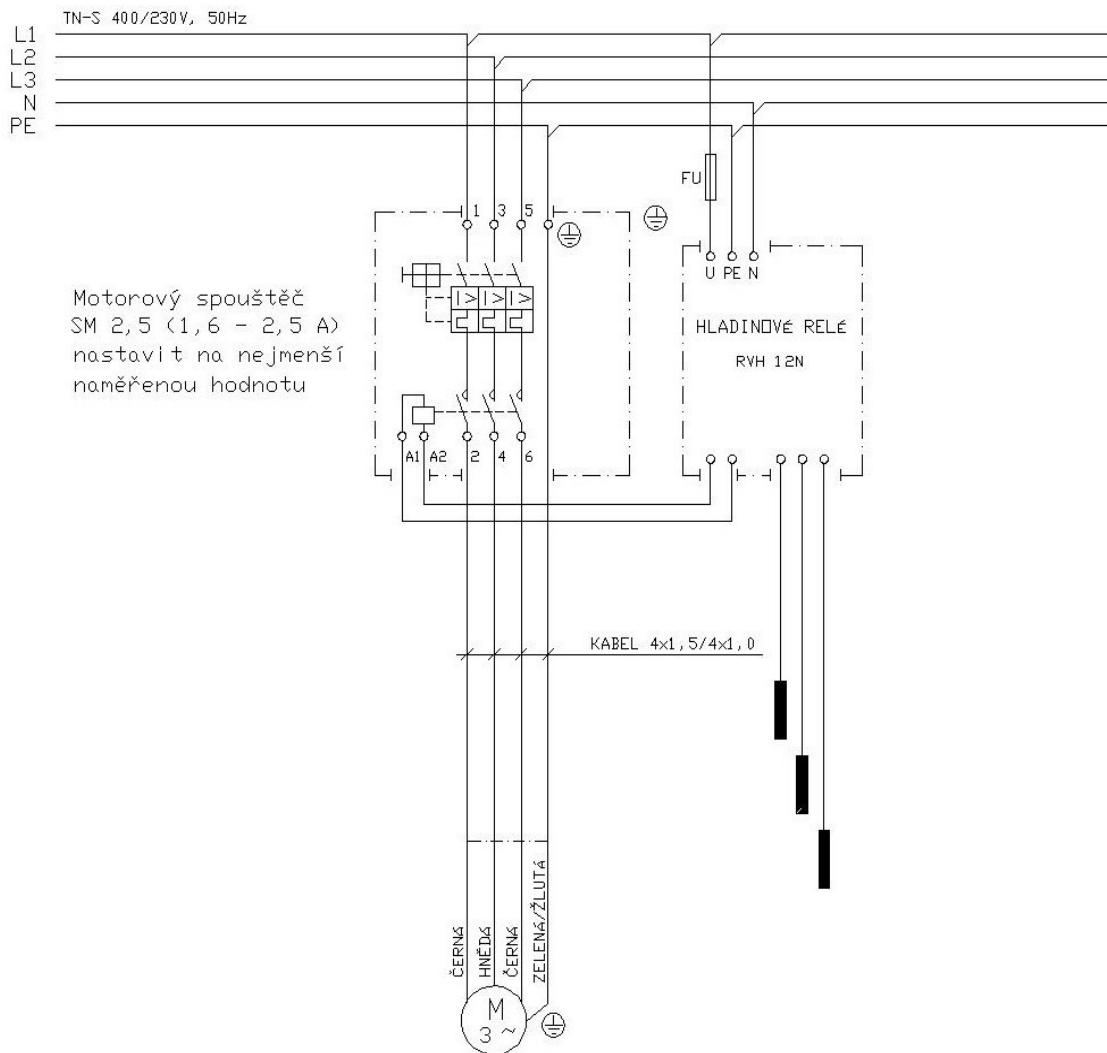 TN-S 400/230V, 50Hz
L1
L2
L3
N
PE
FU
1 3 5
U PE N
Motorový spouštěč
SM 2,5 (1,6 - 2,5 A)
nastavit na nejmenší
naměřenou hodnotu
I> I> I>
HLADINOVÉ RELÉ
RVH 12N
A1 A2 2 4 6
KABEL 4x1,5/4x1,0
ČERNÁ
HNĚDÁ
ČERNÁ
ZELENÁ/ŽLUTÁ
M
3 ~